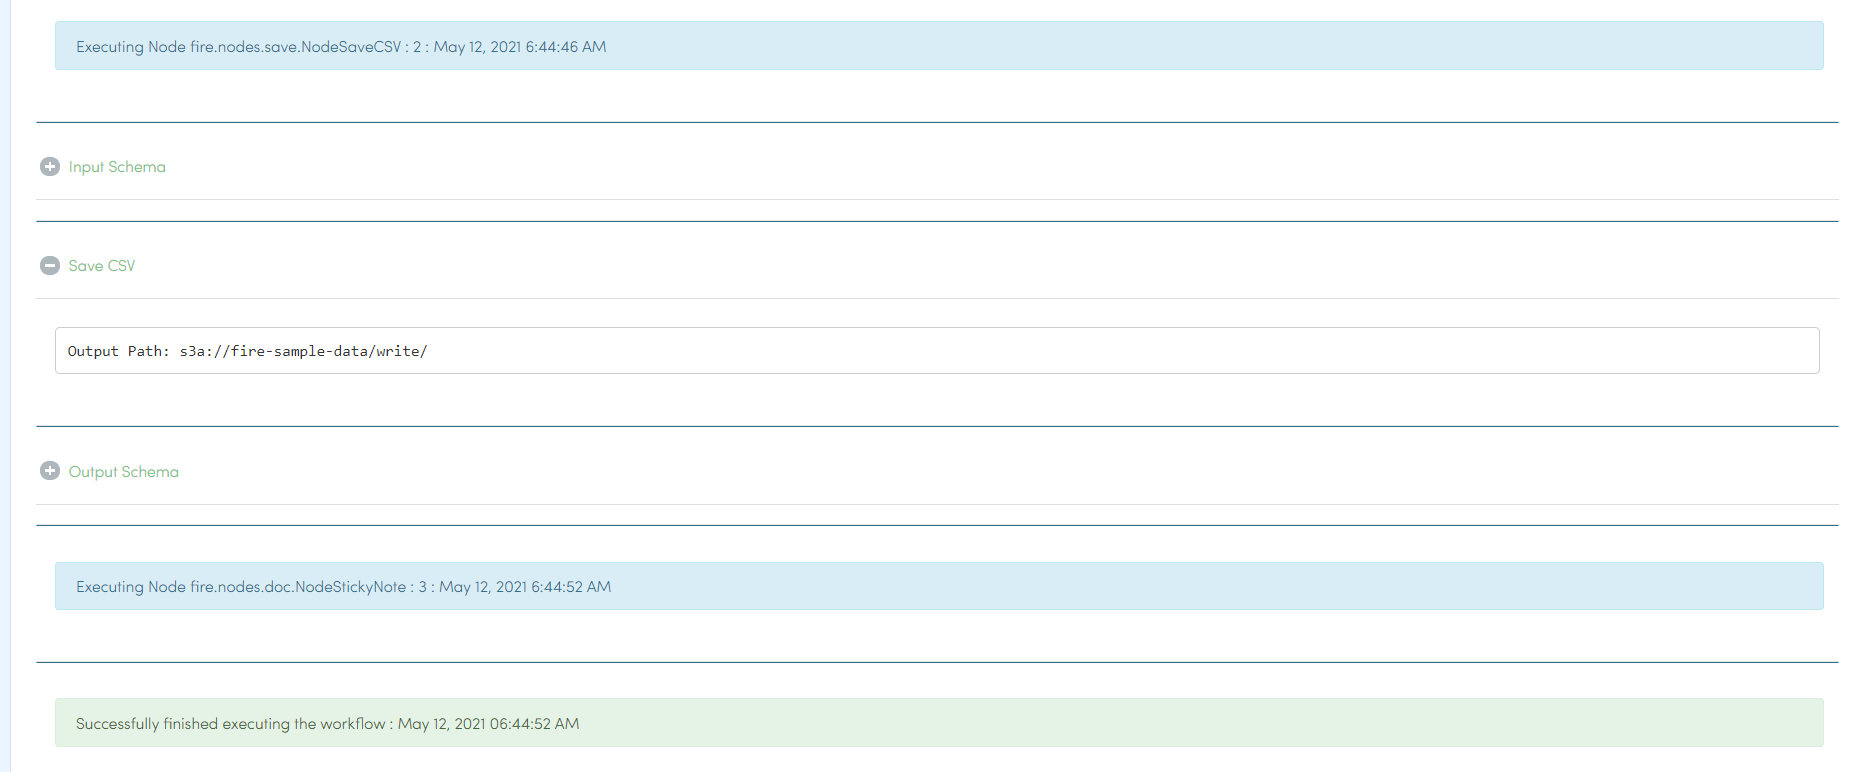 Executing Node fire.nodes.save.NodeSaveCSV : 2 : May 12, 2021 6:44:46 AM
Input Schema
Save CSV
Output Path: s3a://fire-sample-data/write/
Output Schema
Executing Node fire.nodes.doc.NodeStickyNote : 3 : May 12, 2021 6:44:52 AM
Successfully finished executing the workflow : May 12, 2021 06:44:52 AM